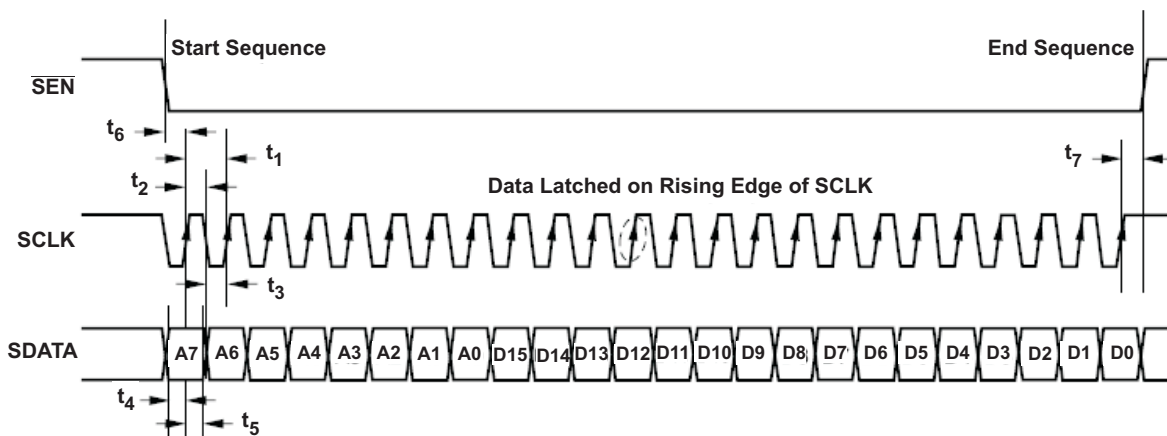 Start Sequence
End Sequence
SEN
t6
t1
t7
t2
Data Latched on Rising Edge of SCLK
SCLK
t3
SDATA
A7 A6 A5 A4 A3 A2 A1 A0 D15 D14 D13 D12 D11 D10 D9 D8 D7 D6 D5 D4 D3 D2 D1 D0
t4
t5